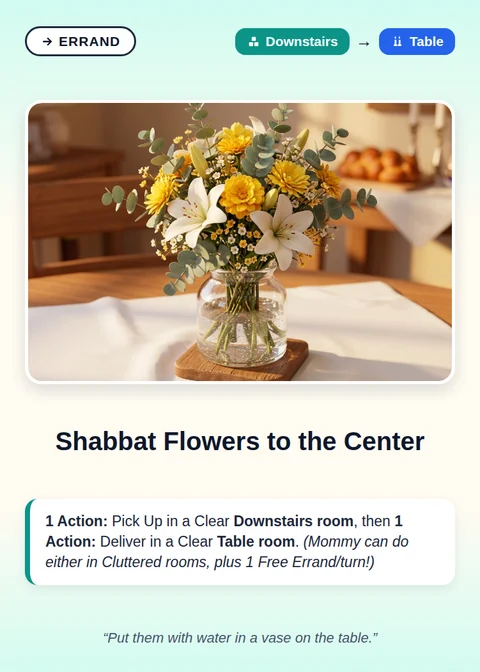 → ERRAND
Downstairs → Table
Shabbat Flowers to the Center
1 Action: Pick Up in a Clear Downstairs room, then 1
Action: Deliver in a Clear Table room. (Mommy can do
either in Cluttered rooms, plus 1 Free Errand/turn!)
“Put them with water in a vase on the table.”